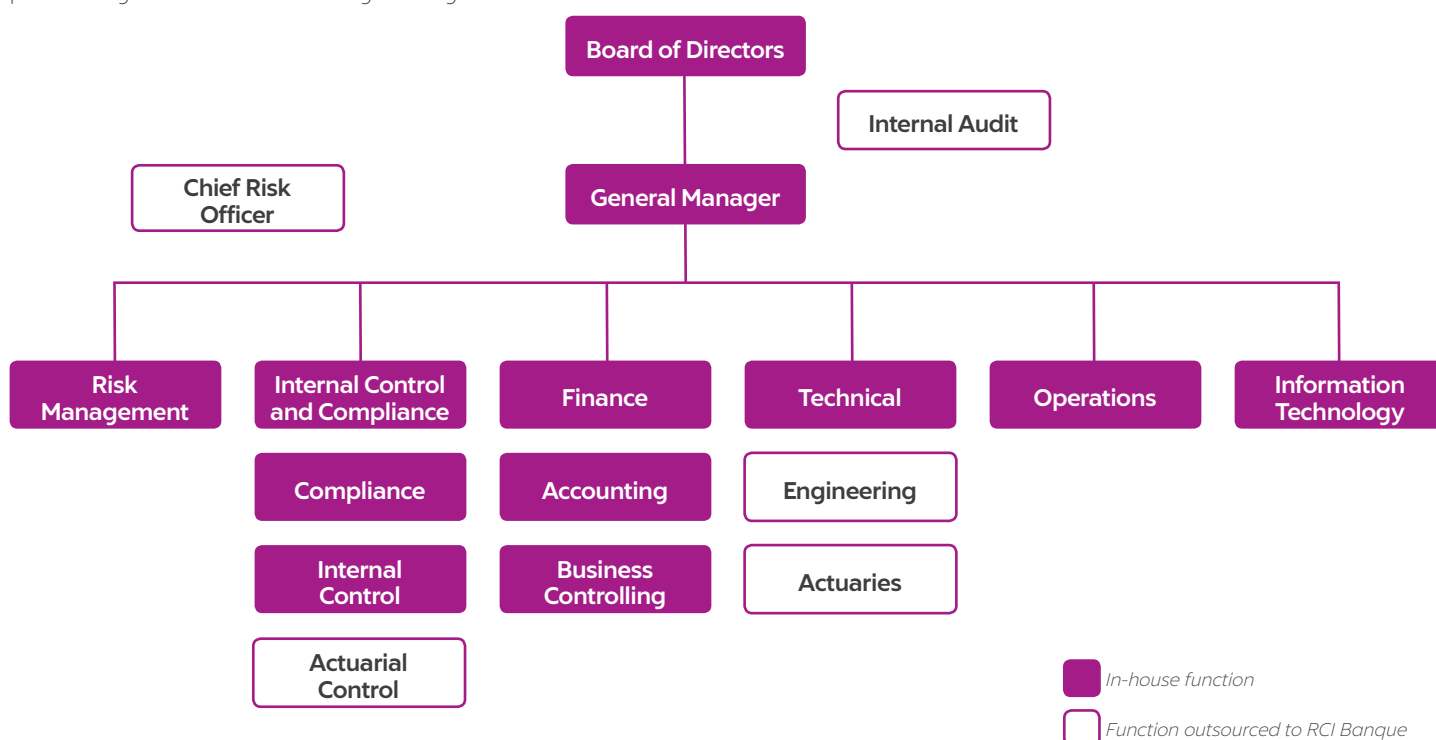 Board of Directors
Internal Audit
Chief Risk
Officer
General Manager
Risk
Management
Internal Control
and Compliance
Finance
Technical
Operations
Information
Technology
Compliance
Accounting
Engineering
Internal
Control
Business
Controlling
Actuaries
Actuarial
Control
In-house function
Function outsourced to RCI Banque